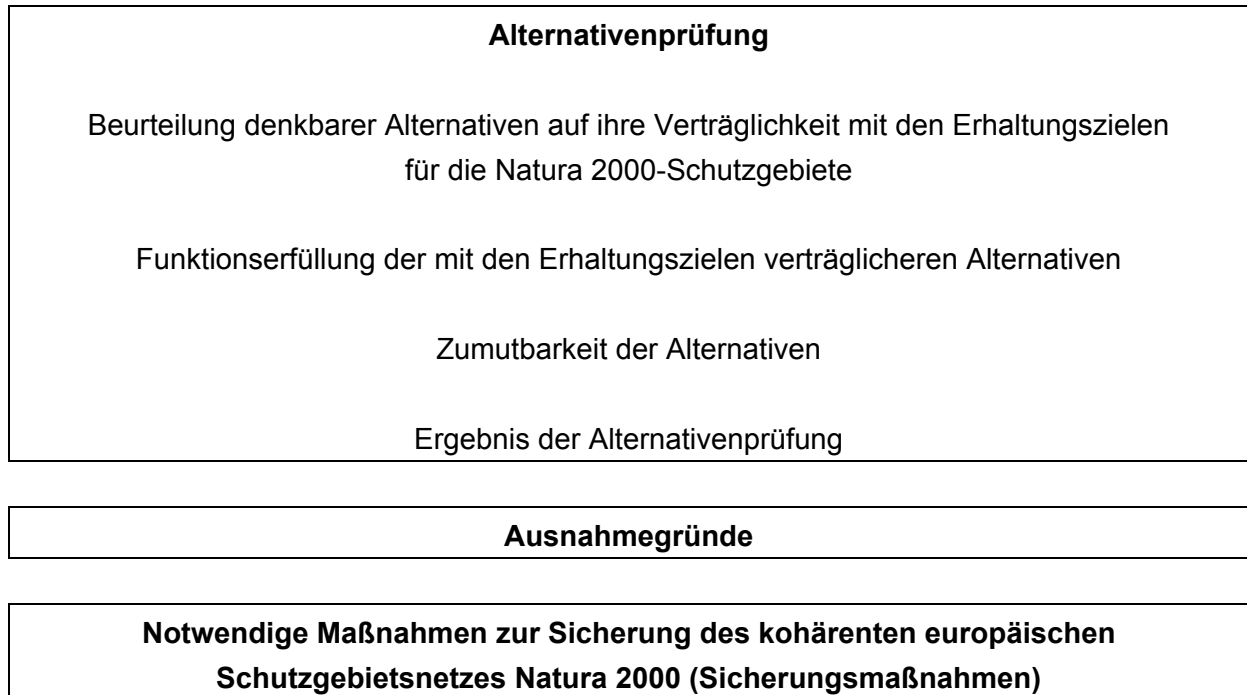 Alternativenprüfung
Beurteilung denkbarer Alternativen auf ihre Verträglichkeit mit den Erhaltungszielen
für die Natura 2000-Schutzgebiete
Funktionserfüllung der mit den Erhaltungszielen verträglicheren Alternativen
Zumutbarkeit der Alternativen
Ergebnis der Alternativenprüfung
Ausnahmegründe
Notwendige Maßnahmen zur Sicherung des kohärenten europäischen
Schutzgebietsnetzes Natura 2000 (Sicherungsmaßnahmen)